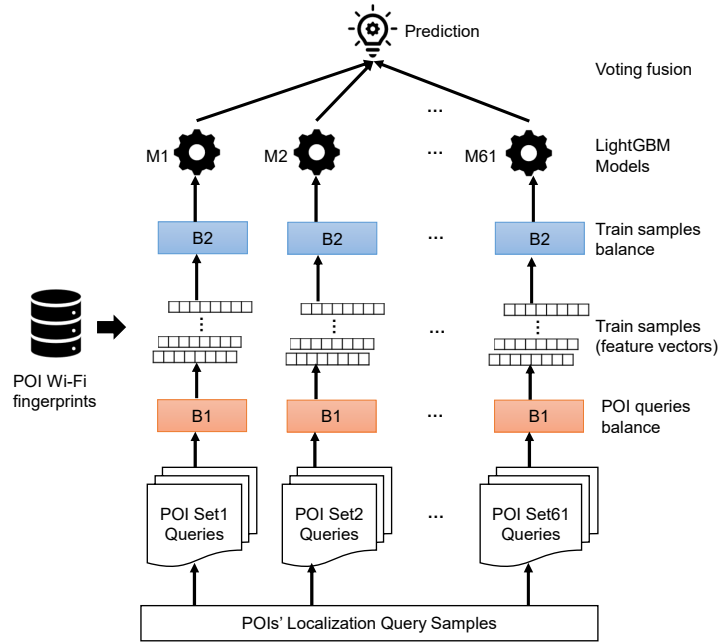 Prediction
Voting fusion
...
M1
M2
...
M61
LightGBM
Models
B2
B2
...
B2
Train samples
balance
POI Wi-Fi
fingerprints
...
...
...
...
Train samples
(feature vectors)
B1
B1
...
B1
POI queries
balance
POI Set1
Queries
POI Set2
Queries
...
POI Set61
Queries
POIs' Localization Query Samples